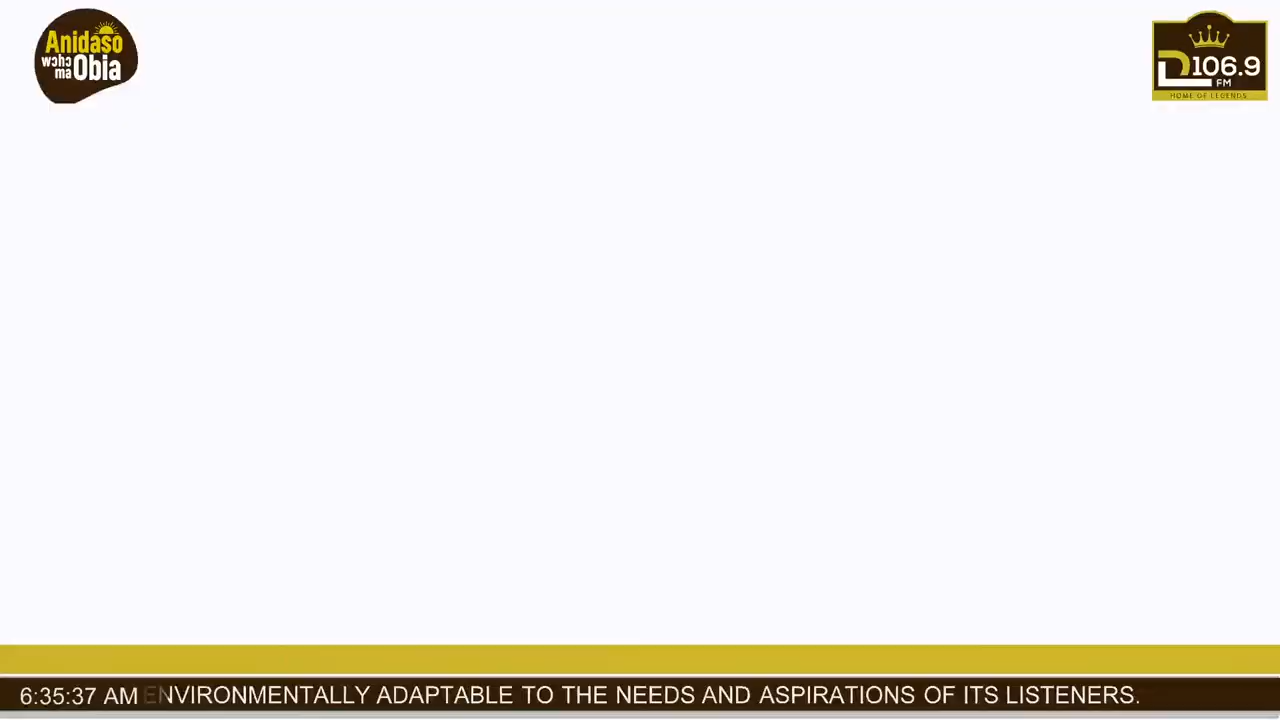 Anidaso
wɔhɔ
ma Obia
DL 106.9
FM
HOME OF LEGENDS
6:35:37 AM ENVIRONMENTALLY ADAPTABLE TO THE NEEDS AND ASPIRATIONS OF ITS LISTENERS.